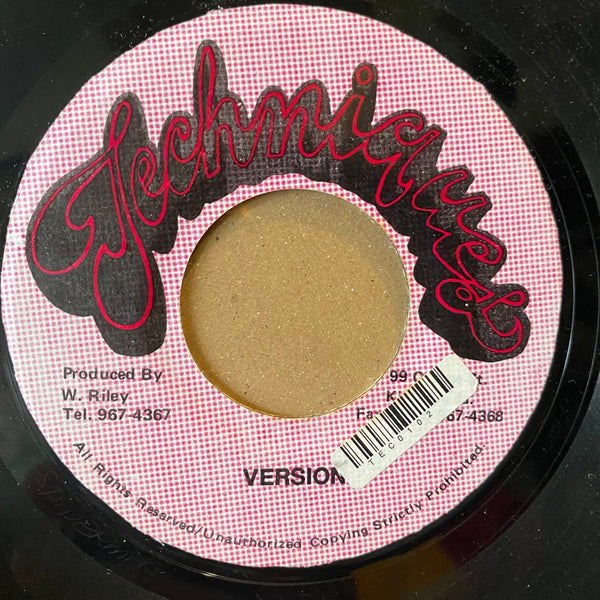 Techniques
Produced By
W. Riley
Tel. 967-4367
99
K
Fa 67-4368
TEC0102
VERSION
All Rights Reserved/Unauthorized Copying Strictly Prohibited.